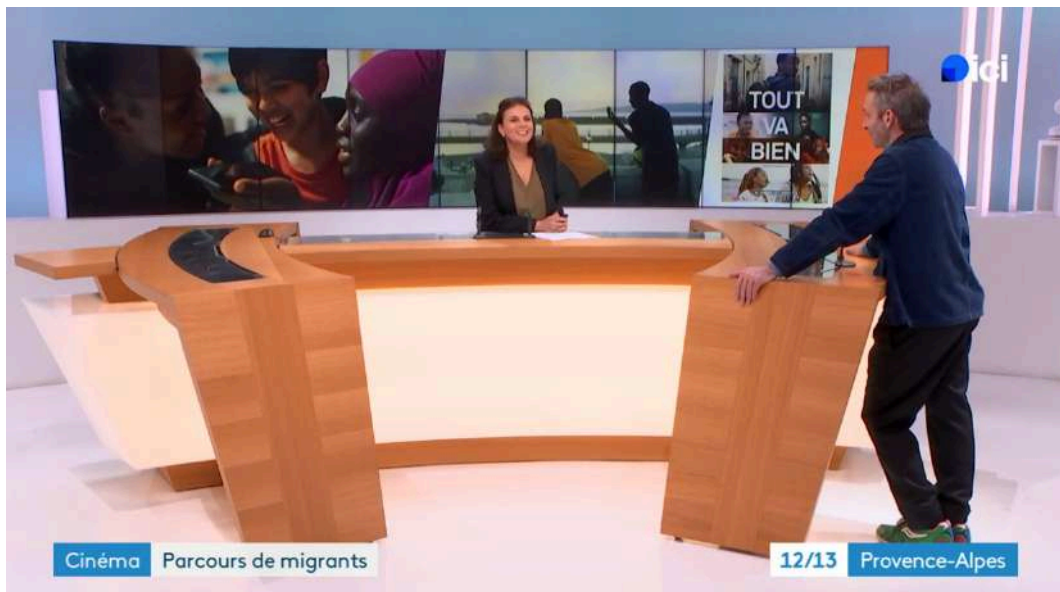 ici
TOUT
VA
BIEN
Cinéma Parcours de migrants
12/13 Provence-Alpes